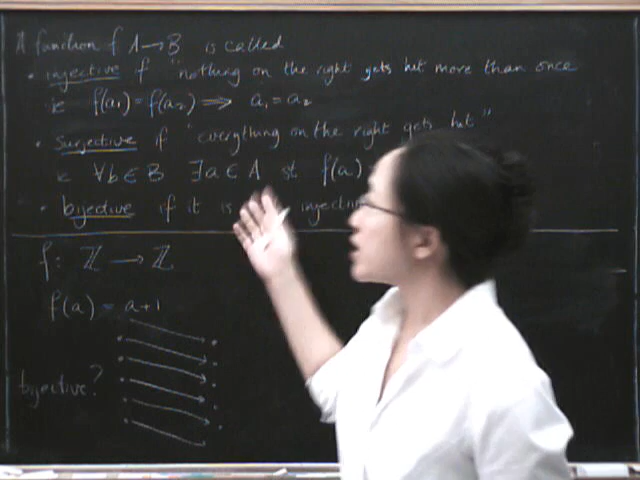 A function f A → B is called
• injective if "nothing on the right gets hit more than once
ie f(a₁) = f(a₂) ⟹ a₁ = a₂
• Surjective if "everything on the right gets hit"
ie ∀b ∈ B ∃a ∈ A st f(a)
• bijective if it is injective
f: ℤ → ℤ
f(a) = a+1
bijective?